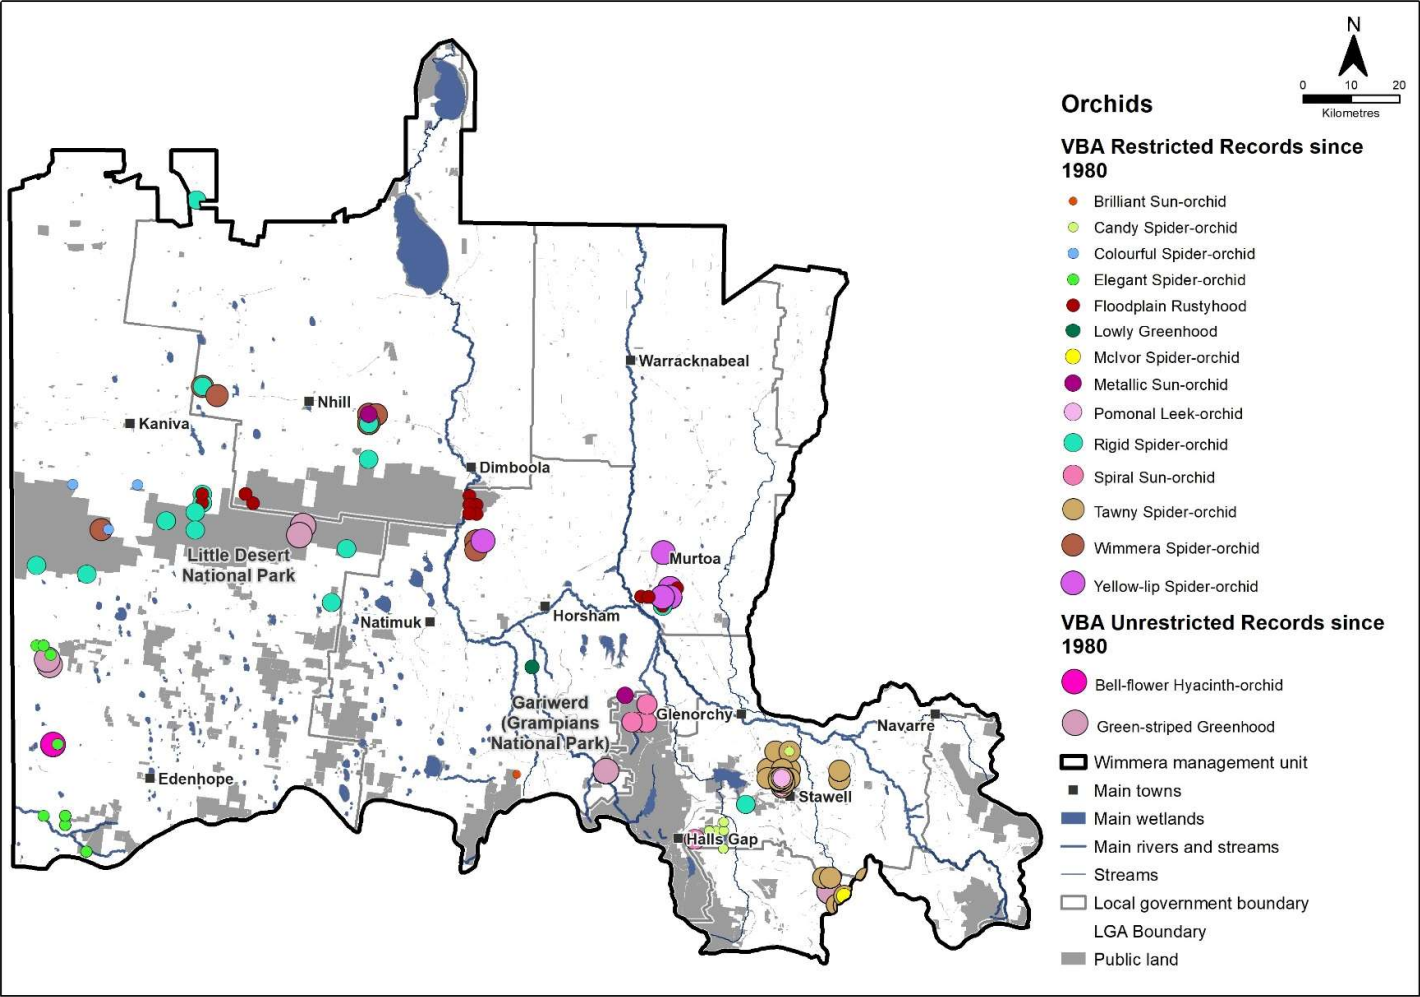 N
0 10 20
Kilometres
Orchids
VBA Restricted Records since
1980
Brilliant Sun-orchid
Candy Spider-orchid
Colourful Spider-orchid
Elegant Spider-orchid
Floodplain Rustyhood
Lowly Greenhood
McIvor Spider-orchid
Metallic Sun-orchid
Pomonal Leek-orchid
Rigid Spider-orchid
Spiral Sun-orchid
Tawny Spider-orchid
Wimmera Spider-orchid
Yellow-lip Spider-orchid
VBA Unrestricted Records since
1980
Bell-flower Hyacinth-orchid
Green-striped Greenhood
Wimmera management unit
Main towns
Main wetlands
Main rivers and streams
Streams
Local government boundary
LGA Boundary
Public land
Warracknabeal
Nhill
Kaniva
Dimboola
Little Desert
National Park
Murtoa
Horsham
Natimuk
Gariwerd
(Grampians
National Park)
Glenorchy
Navarre
Edenhope
Stawell
Halls Gap